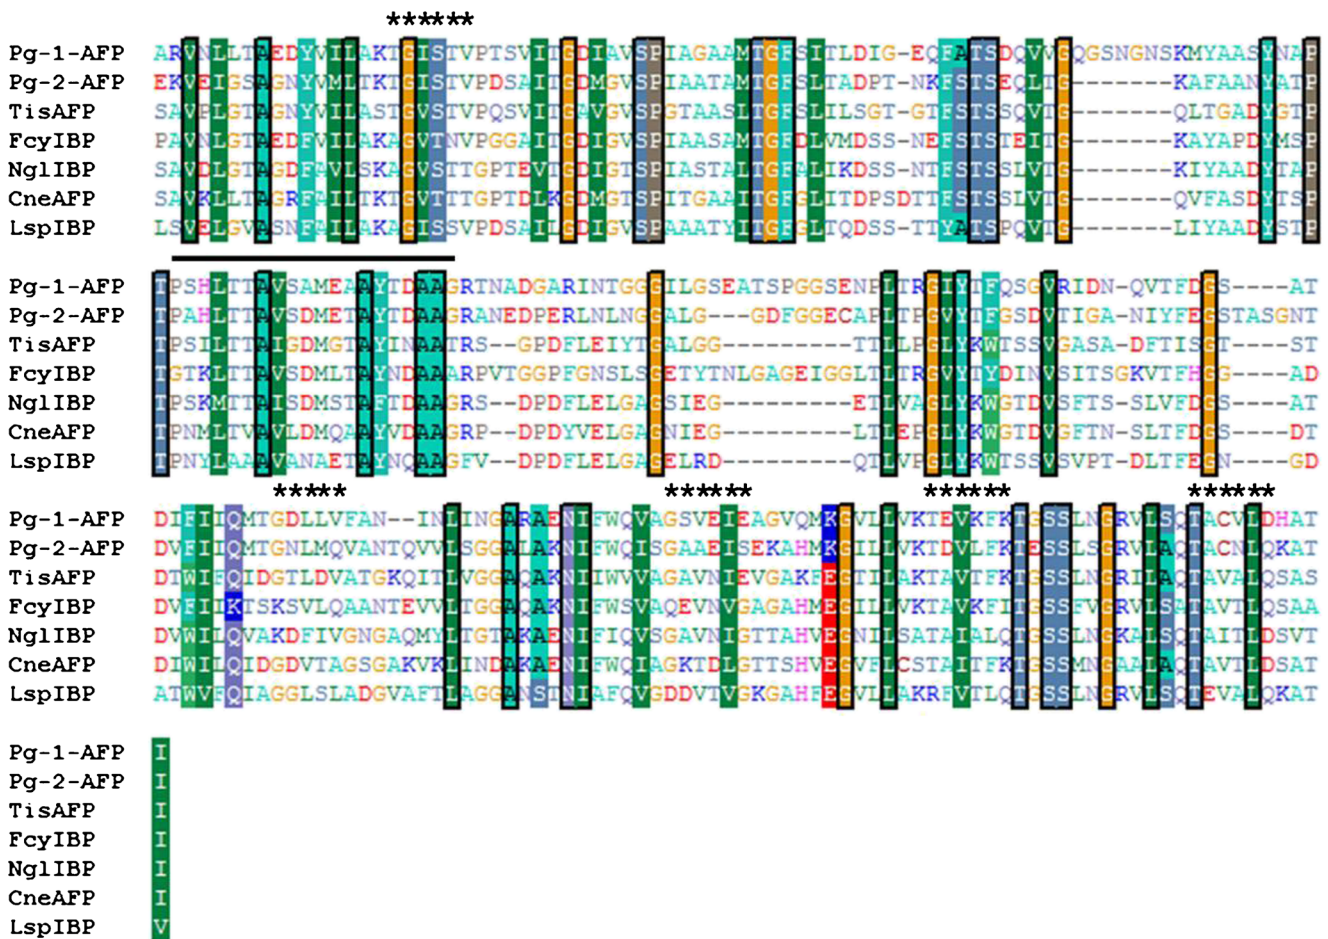 ******
Pg-1-AFP ARVNLLTAEDYVILAKTGISTVPTSVITGDIAVSPIAGAAMTGFSITLDIG-EQFATSDQVVGQGSNGNSKMYAASYNAP
Pg-2-AFP EKVEIGSAGNYVMLTKTGISTVPDSAITGDMGVSPIAATAMTGFSLTADPT-NKFSTSEQLTG-------KAFAANYATP
TisAFP SAVPLGTAGNYVILASTGVSTVPQSVITGAVGVSPGTAASLTGFSLILSGT-GTFSTSSQVTG-------QLTGADYGTP
FcyIBP PAVNLGTAEDFVILAKAGVTNVPGGAITGDIGVSPIAASAMTGFDLVMDSS-NEFSTSTEITG-------KAYAPDYMSP
NglIBP SAVDLGTAGDFAVLSKAGVSTTGPTEVTGDIGTSPIASTALTGFALIKDSS-NTFSTSSLVTG-------KIYAADYTAP
CneAFP SAVKLLTAGRFAILTKTGVTTTGPTDLKGDMGTSPITGAAITGFGLITDPSDTTFSTSSLVTG-------QVFASDYTSP
LspIBP LSVELGVASNFAILAKAGISSVPDSAILGDIGVSPAAATYITGFGLTQDSS-TTYATSPQVTG-------LIYAADYSTP
Pg-1-AFP TPSHLTTAVSAMEAAYTDAAGRTNADGARINTGGGILGSEATSPGGSENPLTRGIYTFQSGVRIDN-QVTFDGS----AT
Pg-2-AFP TPAHLTTAVSDMETAYTDAAGRANEDPERLNLNGGALG---GDFGGECAPLTPGVYTFGSDVTIGA-NIYFEGSTASGNT
TisAFP TPSILTTAIGDMGTAYINAATRS--GPDFLEIYTGALGG---------TTLLPGLYKWTSSVGASA-DFTISGT----ST
FcyIBP TGTKLTTAVSDMLTAYNDAAARPVTGGPFGNSLSGETYTNLGAGEIGGLTLTRGVYTYDINVSITSGKVTFHGG----AD
NglIBP TPSKMTTAISDMSTAFTDAAGRS--DPDFLELGAGSIEG---------ETLVAGLYKWGTDVSFTS-SLVFDGS----AT
CneAFP TPNMLTVAVLDMQAAYVDAAGRP--DPDYVELGAGNIEG---------LTLEPGLYKWGTDVGFTN-SLTFDGS----DT
LspIBP TPNYLAAAVANAETAYNQAAGFV--DPDFLELGAGELRD---------QTLVPGLYKWTSSVSVPT-DLTFEGN----GD
***** ****** ****** ******
Pg-1-AFP DIFIIQMTGDLLVFAN--INLINGARAENIFWQVAGSVEIEAGVQMKGVLLVKTEVKFKTGSSLNGRVLSQTACVLDHAT
Pg-2-AFP DVFIIQMTGNLMQVANTQVVLSGGALAKNIFWQISGAAEISEKAHMKGILLVKTDVLFKTESSLSGRVLAQTACNLQKAT
TisAFP DTWIFQIDGTLDVATGKQITLVGGAQAKNIIWVVAGAVNIEVGAKFEGTILAKTAVTFKTGSSLNGRILAQTAVALQSAS
FcyIBP DVFIIKTSKSVLQAANTEVVLTGGAQAKNIFWSVAQEVNVGAGAHMEGILLVKTAVKFITGSSFVGRVLSATAVTLQSAA
NglIBP DVWILQVAKDFIVGNGAQMYLTGTAKAENIFIQVSGAVNIGTTAHVEGNILSATAIALQTGSSLNGKALSQTAITLDSVT
CneAFP DIWILQIDGDVTAGSGAKVKLINDAKAENIFWQIAGKTDLGTTSHVEGVFLCSTAITFKTGSSMNGAALAQTAVTLDSAT
LspIBP ATWVFQIAGGLSLADGVAFTLAGGANSTNIAFQVGDDVTVGKGAHFEGVLLAKRFVTLQTGSSLNGRVLSQTEVALQKAT
Pg-1-AFP I
Pg-2-AFP I
TisAFP I
FcyIBP I
NglIBP I
CneAFP I
LspIBP V